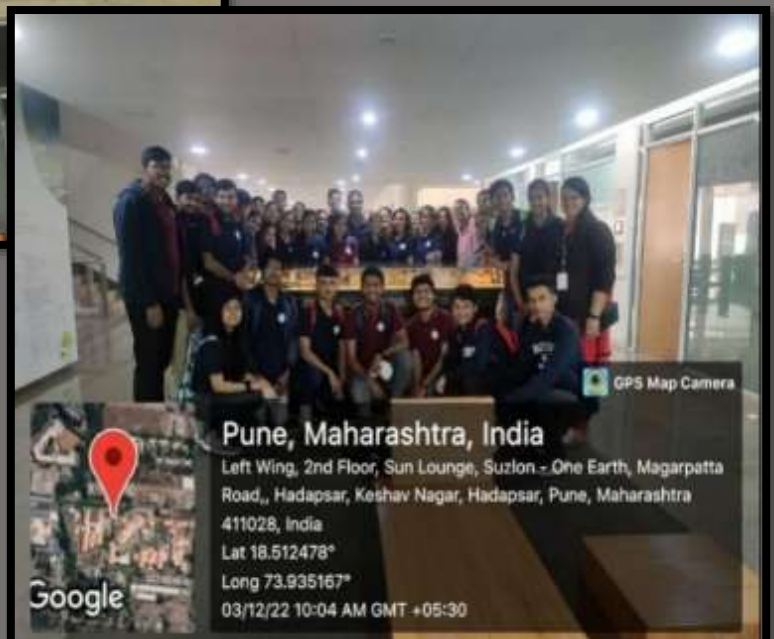 GPS Map Camera
Pune, Maharashtra, India
Left Wing, 2nd Floor, Sun Lounge, Suzlon - One Earth, Magarpatta
Road,, Hadapsar, Keshav Nagar, Hadapsar, Pune, Maharashtra
411028, India
Lat 18.512478°
Long 73.935167°
03/12/22 10:04 AM GMT +05:30
Google